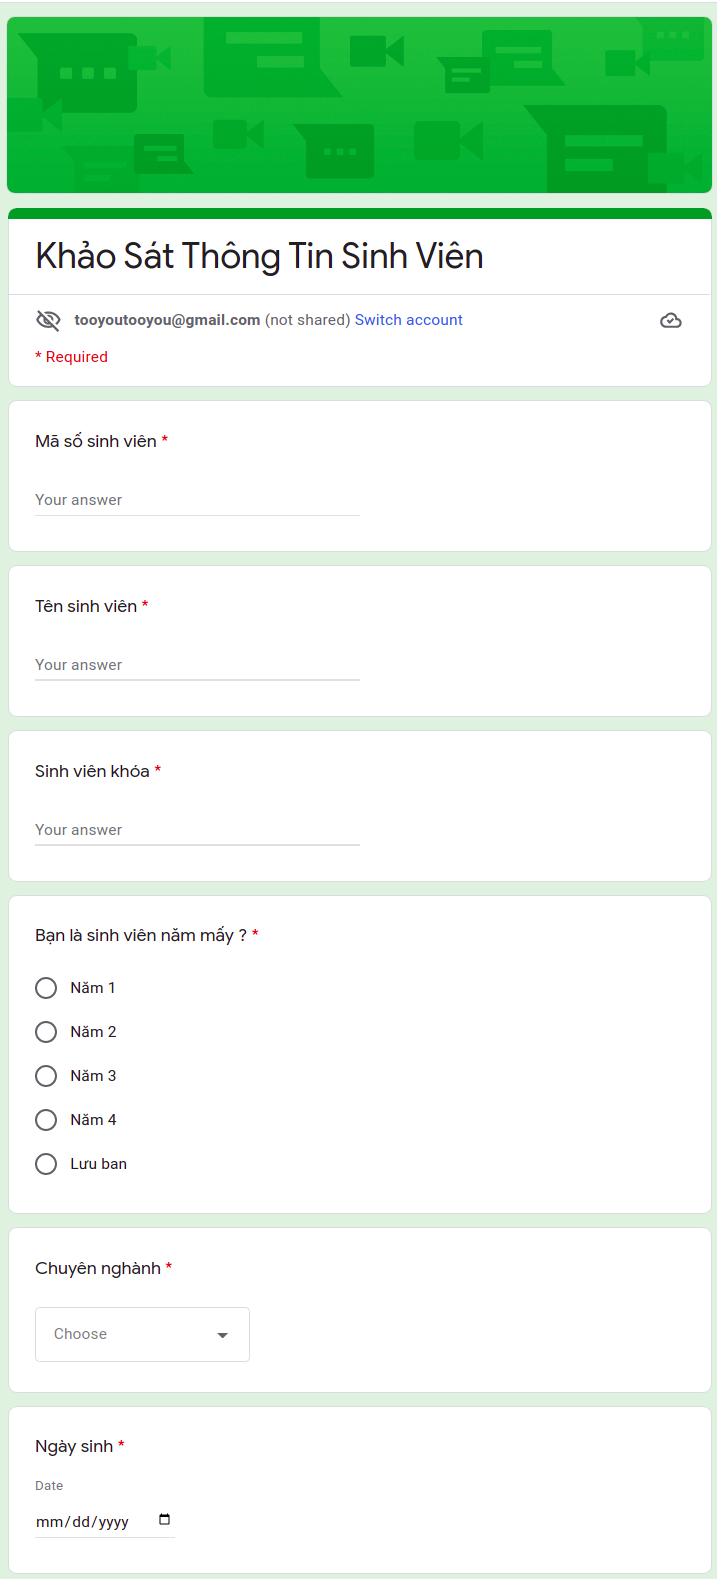 Khảo Sát Thông Tin Sinh Viên
tooyoutooyou@gmail.com (not shared) Switch account
* Required
Mã số sinh viên *
Your answer
Tên sinh viên *
Your answer
Sinh viên khóa *
Your answer
Bạn là sinh viên năm mấy ? *
Năm 1
Năm 2
Năm 3
Năm 4
Lưu ban
Chuyên nghành *
Choose
Ngày sinh *
Date
mm/dd/yyyy